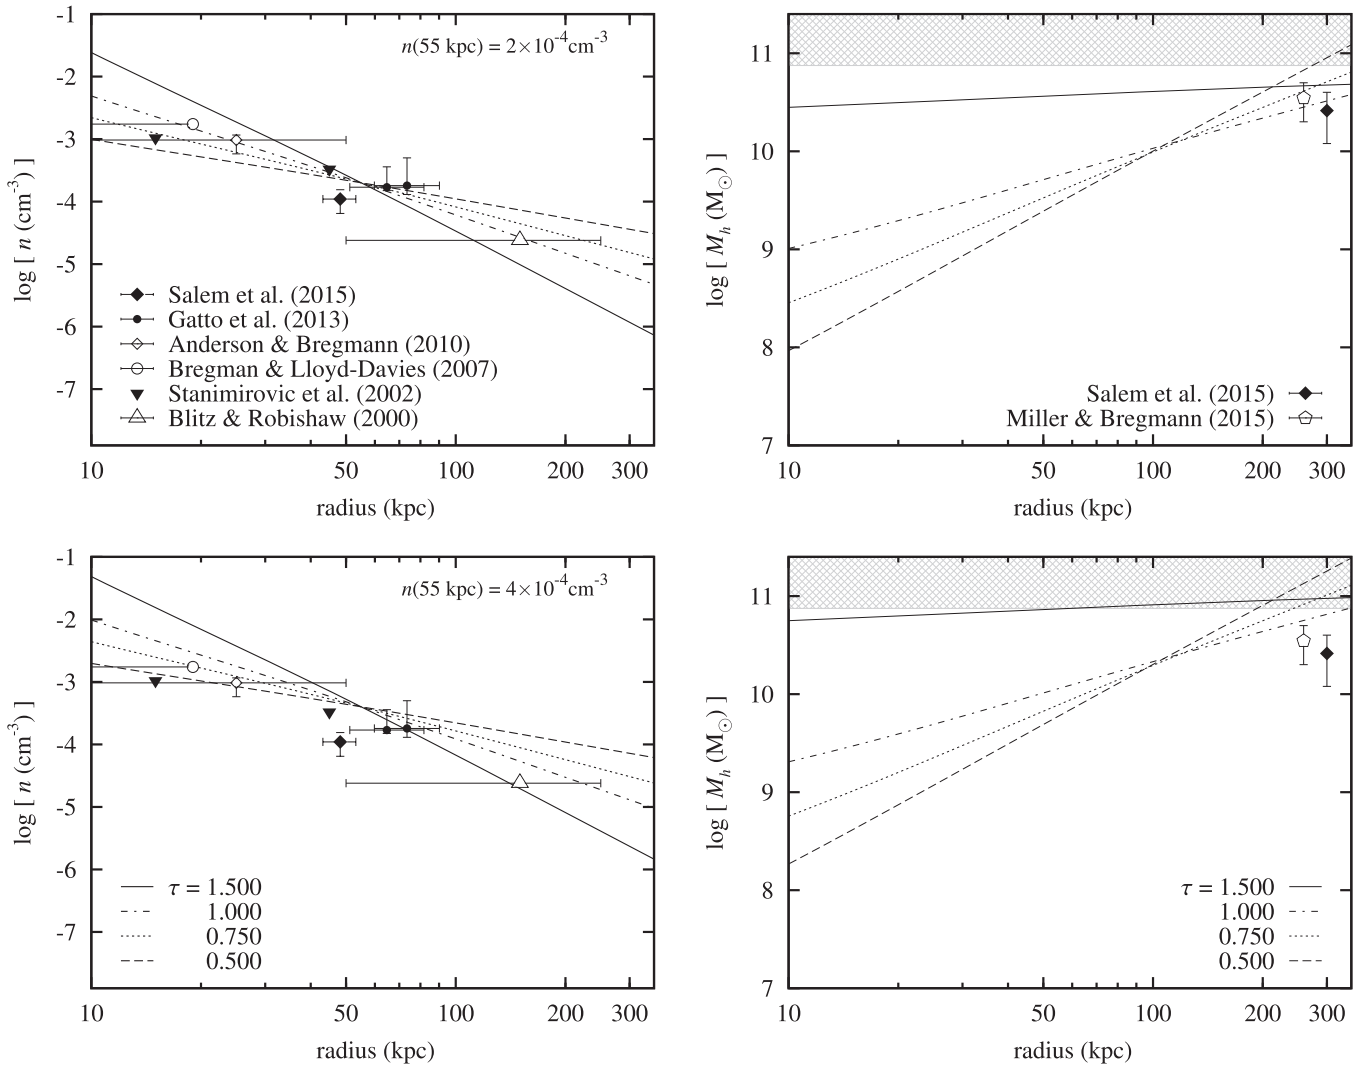 n(55 kpc) = 2×10⁻⁴cm⁻³
-1
-2
-3
-4
-5
-6
-7
log [ n (cm⁻³) ]
Salem et al. (2015)
Gatto et al. (2013)
Anderson & Bregmann (2010)
Bregman & Lloyd-Davies (2007)
Stanimirovic et al. (2002)
Blitz & Robishaw (2000)
10 50 100 200 300
radius (kpc)
11
10
9
8
7
log [ M_h (M☉) ]
Salem et al. (2015)
Miller & Bregmann (2015)
10 50 100 200 300
radius (kpc)
n(55 kpc) = 4×10⁻⁴cm⁻³
-1
-2
-3
-4
-5
-6
-7
log [ n (cm⁻³) ]
τ = 1.500
1.000
0.750
0.500
10 50 100 200 300
radius (kpc)
11
10
9
8
7
log [ M_h (M☉) ]
τ = 1.500
1.000
0.750
0.500
10 50 100 200 300
radius (kpc)